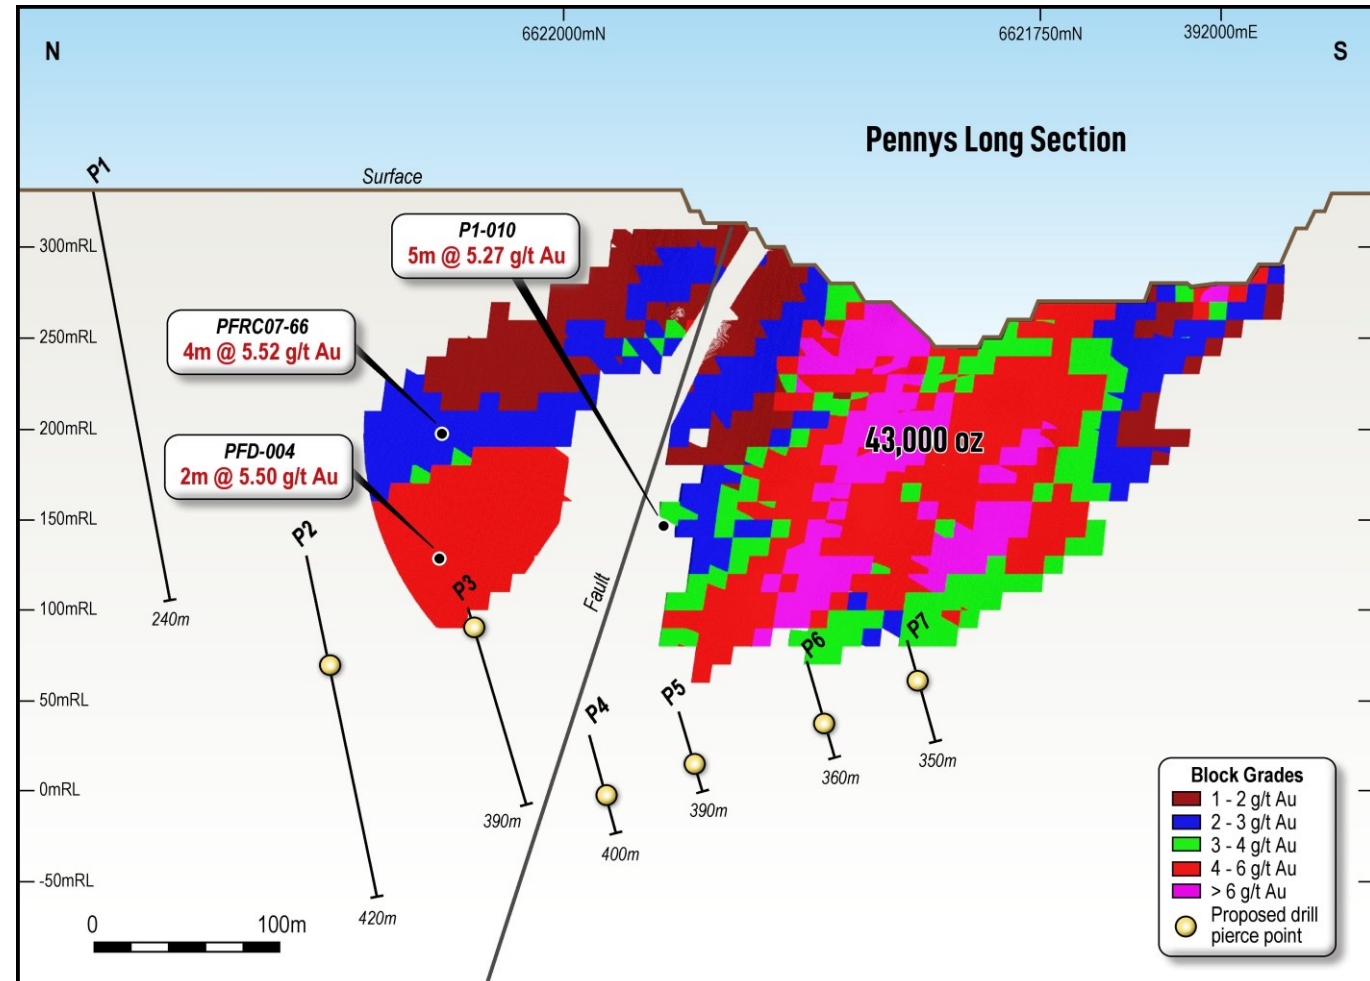 6622000mN
6621750mN
392000mE
N
S
Pennys Long Section
P1
Surface
P1-010
5m @ 5.27 g/t Au
300mRL
PFRC07-66
4m @ 5.52 g/t Au
250mRL
200mRL
43,000 oz
PFD-004
2m @ 5.50 g/t Au
150mRL
P2
P3
Fault
100mRL
240m
P6
P7
50mRL
P5
P4
360m
350m
0mRL
390m
390m
400m
-50mRL
420m
0
100m
Block Grades
1 - 2 g/t Au
2 - 3 g/t Au
3 - 4 g/t Au
4 - 6 g/t Au
> 6 g/t Au
Proposed drill
pierce point